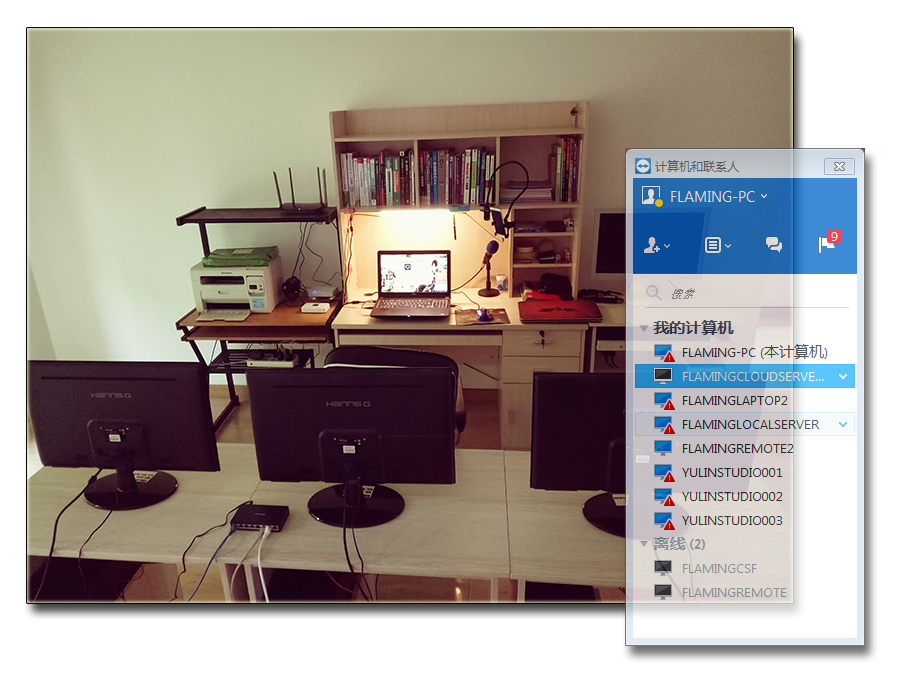 计算机和联系人
FLAMING-PC
9
搜索
我的计算机
FLAMING-PC (本计算机)
FLAMINGCLOUDSERVE...
FLAMINGLAPTOP2
FLAMINGLOCALSERVER
FLAMINGREMOTE2
YULINSTUDIO001
YULINSTUDIO002
YULINSTUDIO003
离线 (2)
FLAMINGCSF
FLAMINGREMOTE
HANNS G
HANNS G